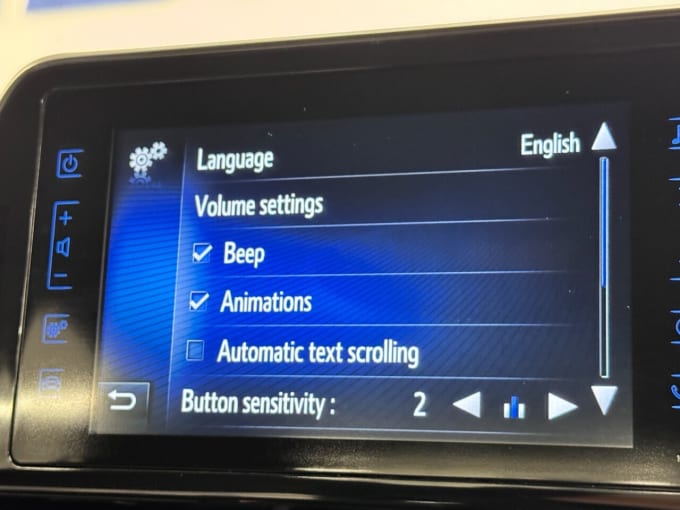 Language English
Volume settings
Beep
Animations
Automatic text scrolling
Button sensitivity : 2